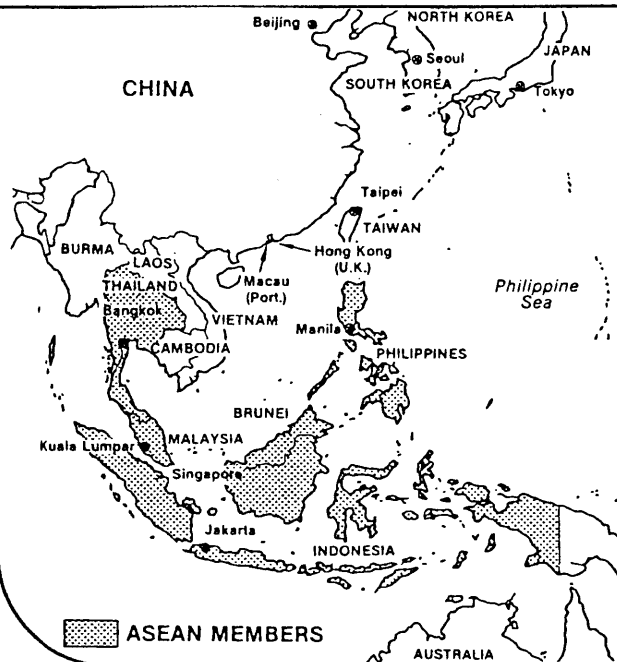 NORTH KOREA
Beijing
JAPAN
Seoul
CHINA
SOUTH KOREA
Tokyo
Taipei
TAIWAN
BURMA
LAOS
Hong Kong
(U.K.)
THAILAND
Macau
(Port.)
Philippine
Sea
Bangkok
VIETNAM
Manila
CAMBODIA
PHILIPPINES
BRUNEI
MALAYSIA
Kuala Lumpar
Singapore
Jakarta
INDONESIA
ASEAN MEMBERS
AUSTRALIA